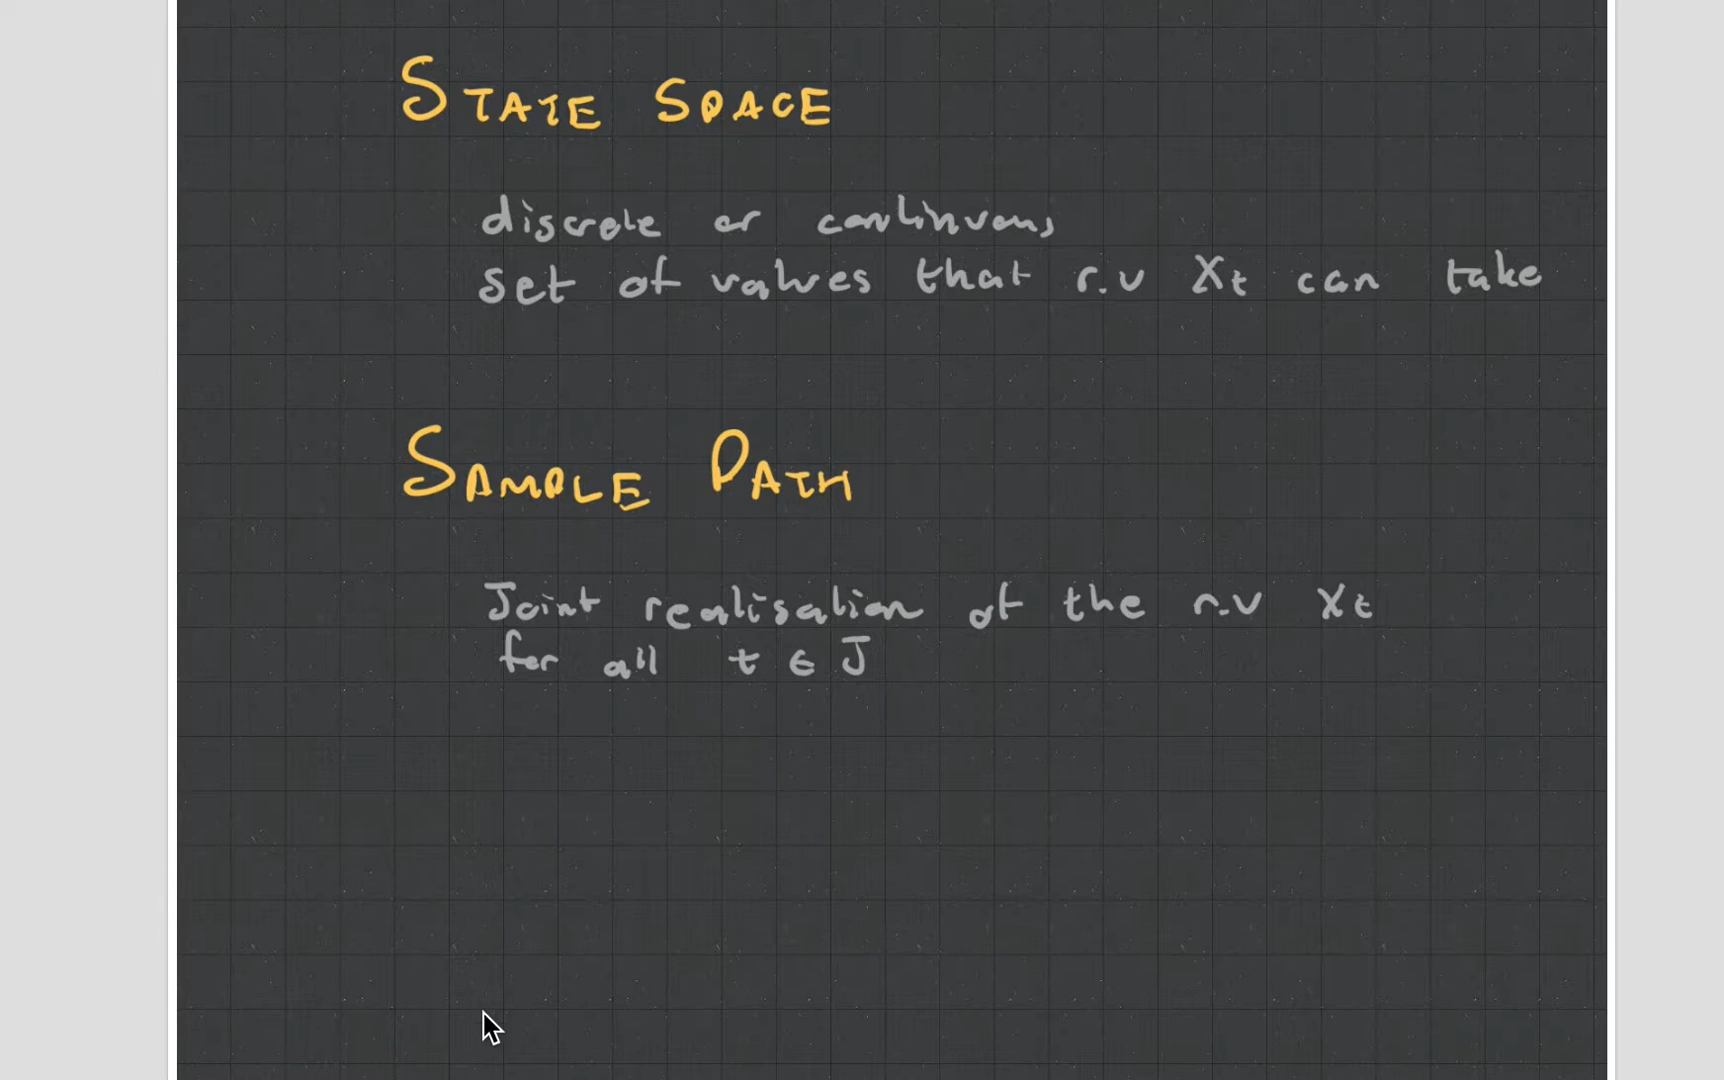 STATE SPACE
discrete or continuous
set of values that r.v Xt can take
SAMPLE PATH
Joint realisation of the r.v Xt
for all t ∈ J